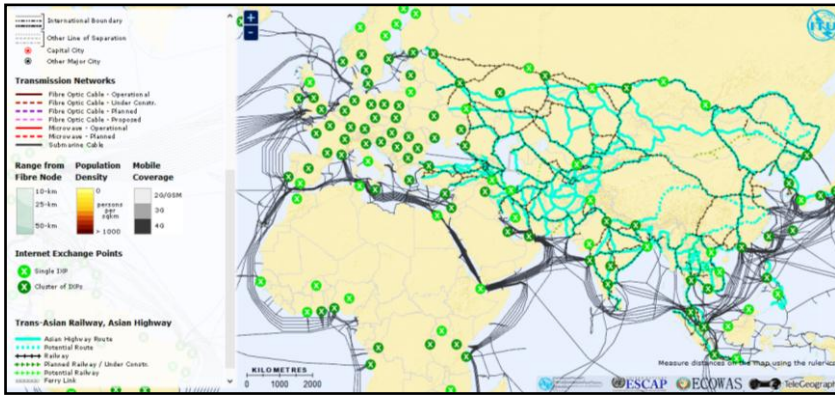 International Boundary
Other Line of Separation
Capital City
Other Major City
Transmission Networks
Fibre Optic Cable - Operational
Fibre Optic Cable - Under Constr.
Fibre Optic Cable - Planned
Fibre Optic Cable - Proposed
Microwave - Operational
Microwave - Planned
Submarine Cable
Range from Fibre Node
10-km
25-km
50-km
Population Density
0
persons per sqkm
> 1000
Mobile Coverage
2G/GSM
3G
4G
Internet Exchange Points
Single IXP
Cluster of IXPs
Trans-Asian Railway, Asian Highway
Asian Highway Route
Potential Route
Railway
Planned Railway / Under Constr.
Potential Railway
Ferry Link
+
-
ITU
KILOMETRES
0 1000 2000
Measure distances on the map using the ruler
ESCAP ECOWAS TeleGeograph